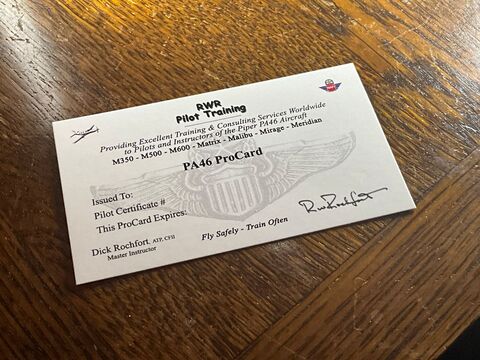 RWR
Pilot Training
Providing Excellent Training & Consulting Services Worldwide
to Pilots and Instructors of the Piper PA46 Aircraft
M350 - M500 - M600 - Matrix - Malibu - Mirage - Meridian
PA46 ProCard
Issued To:
Pilot Certificate #
This ProCard Expires:
Dick Rochfort, ATP, CFII
Master Instructor
Fly Safely - Train Often
RWRochfort